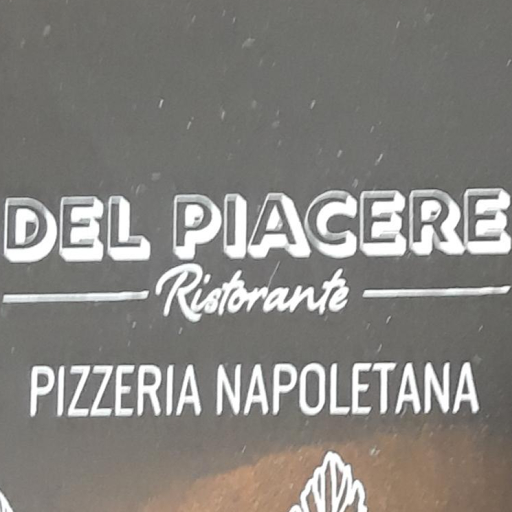 DEL PIACERE
Ristorante
PIZZERIA NAPOLETANA